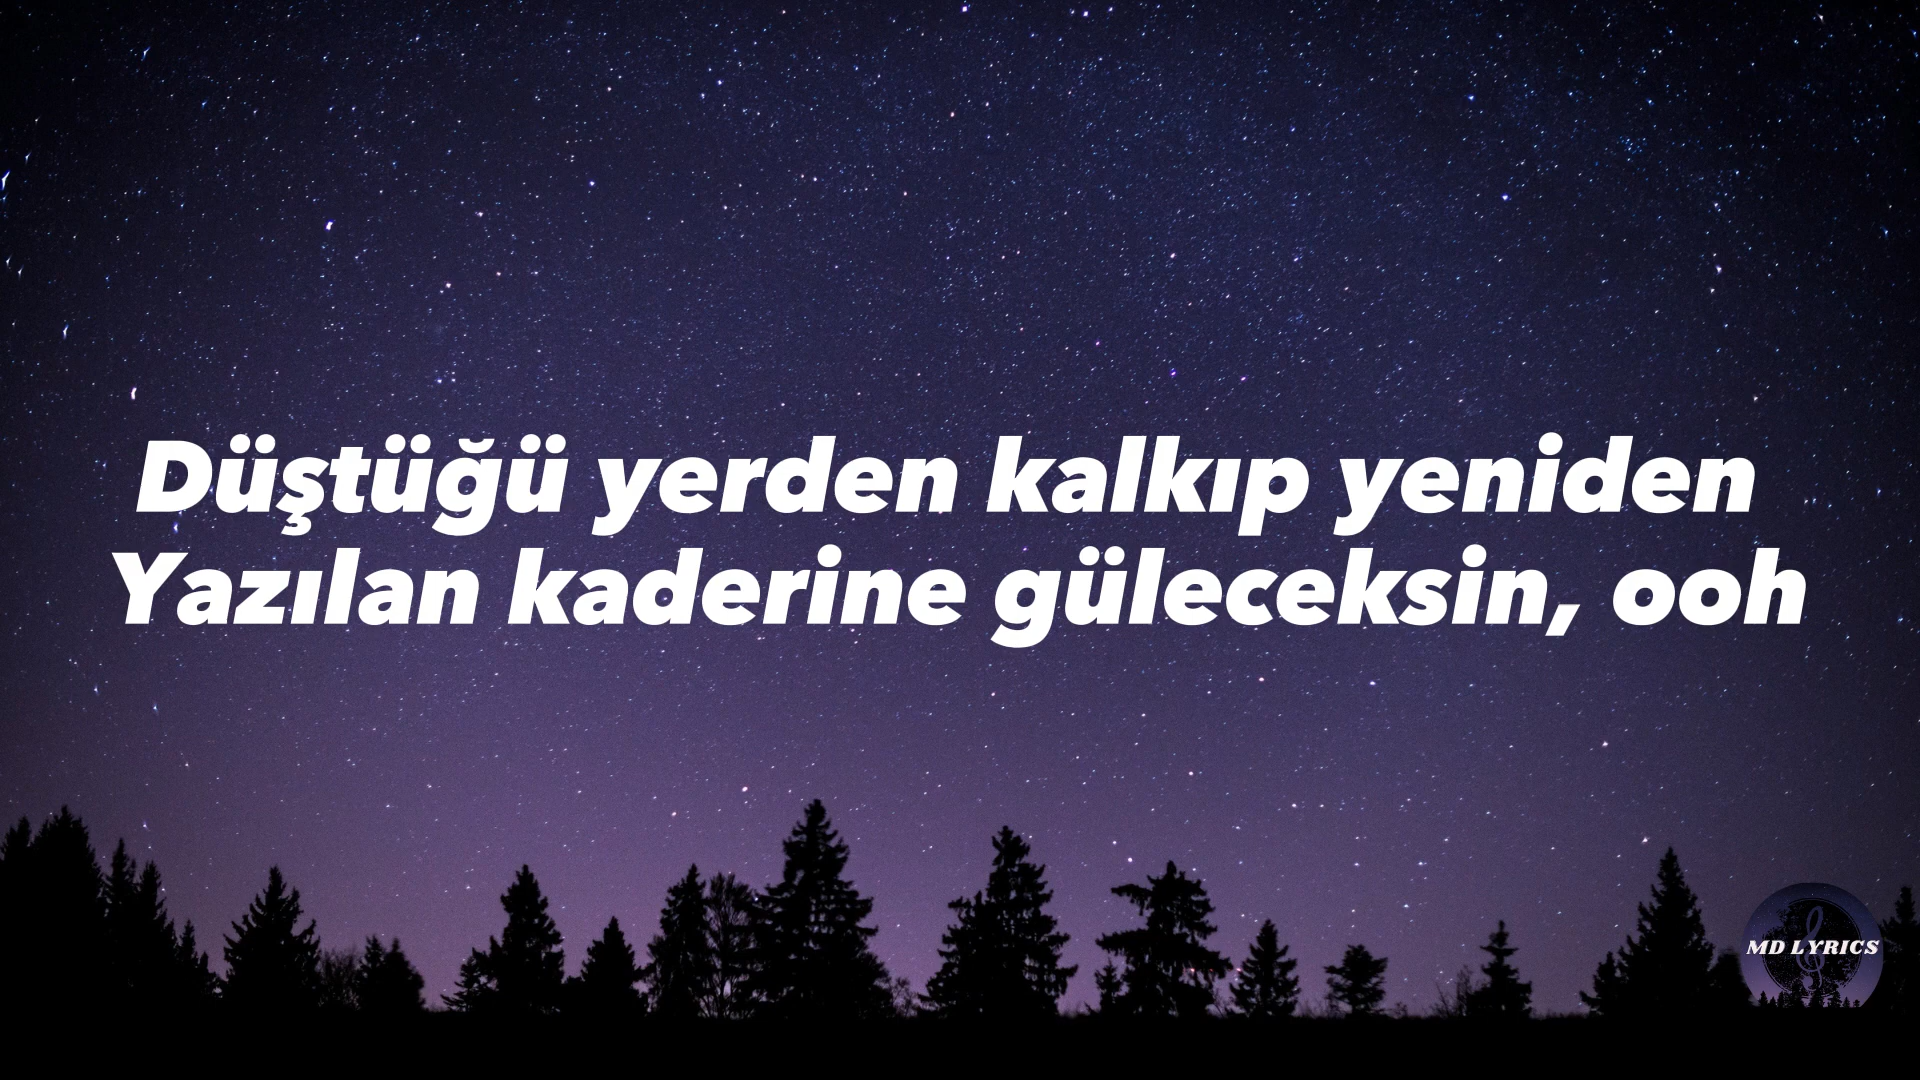 Düştüğü yerden kalkıp yeniden
Yazılan kaderine güleceksin, ooh
MD LYRICS